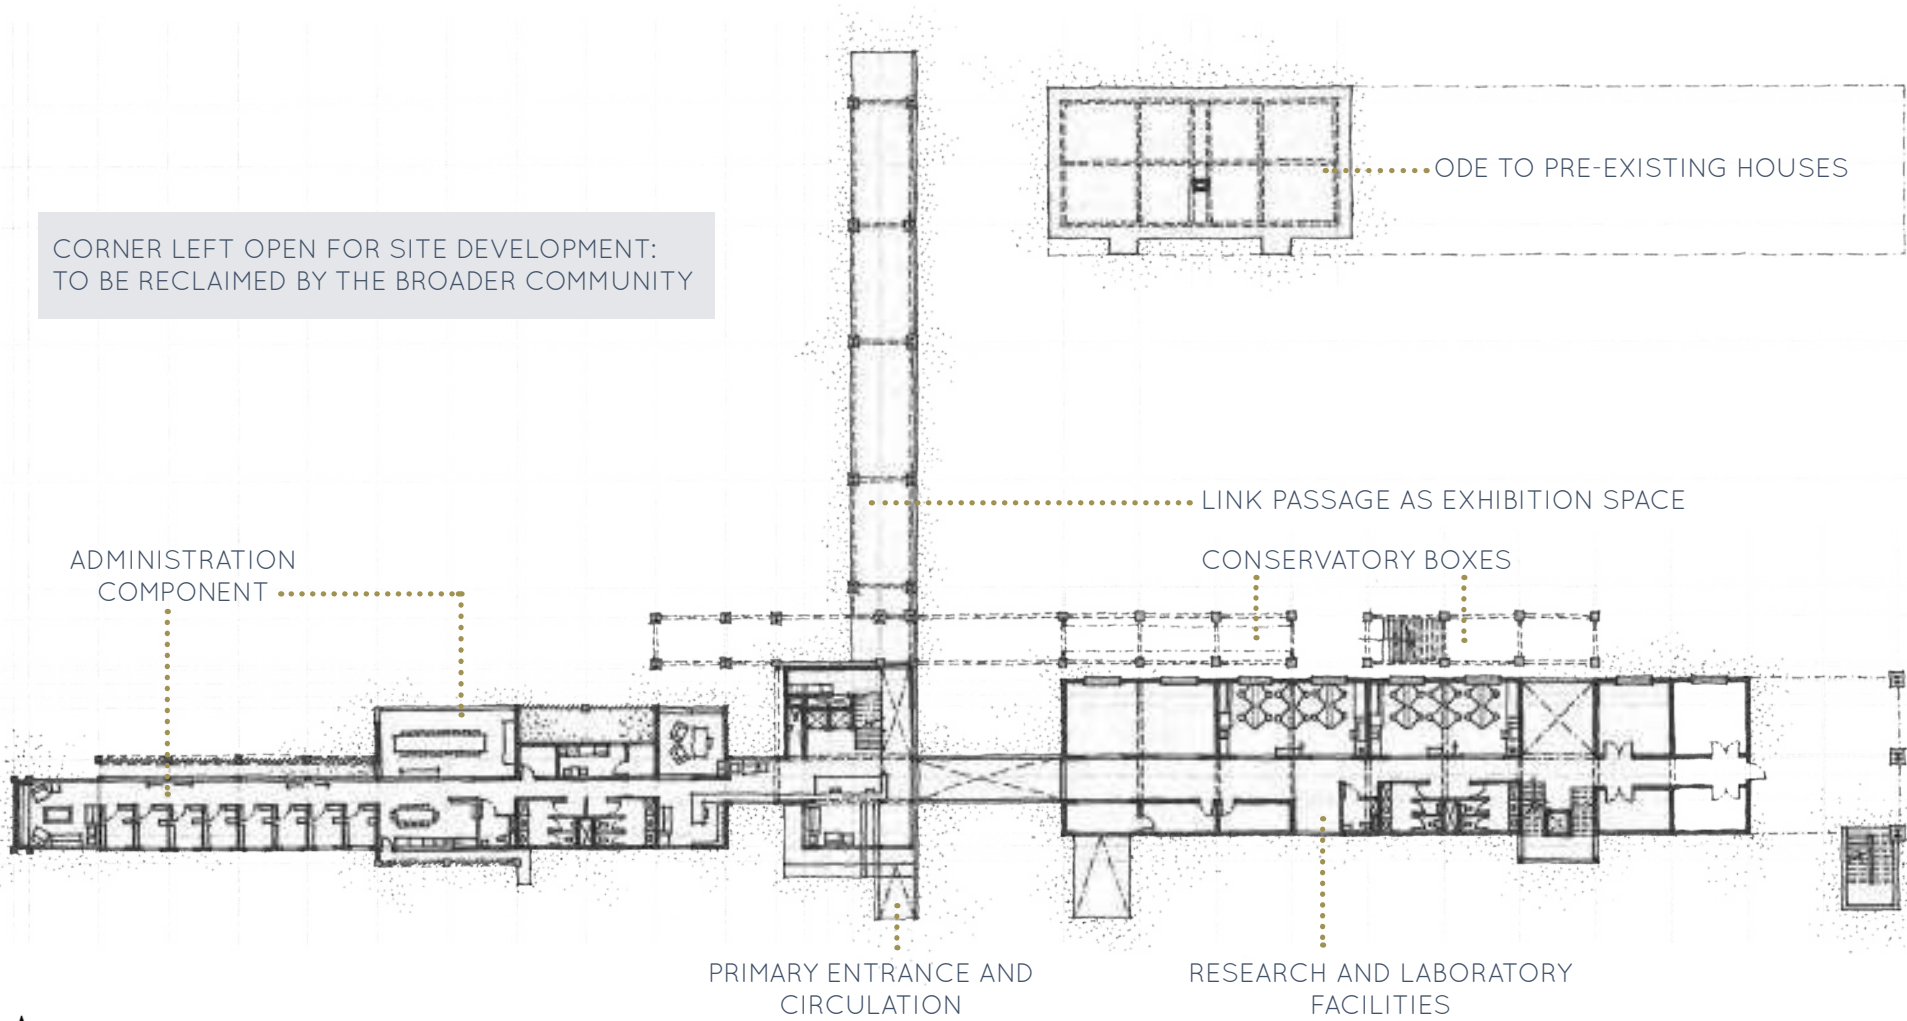 ODE TO PRE-EXISTING HOUSES
CORNER LEFT OPEN FOR SITE DEVELOPMENT:
TO BE RECLAIMED BY THE BROADER COMMUNITY
LINK PASSAGE AS EXHIBITION SPACE
ADMINISTRATION
COMPONENT
CONSERVATORY BOXES
PRIMARY ENTRANCE AND
CIRCULATION
RESEARCH AND LABORATORY
FACILITIES